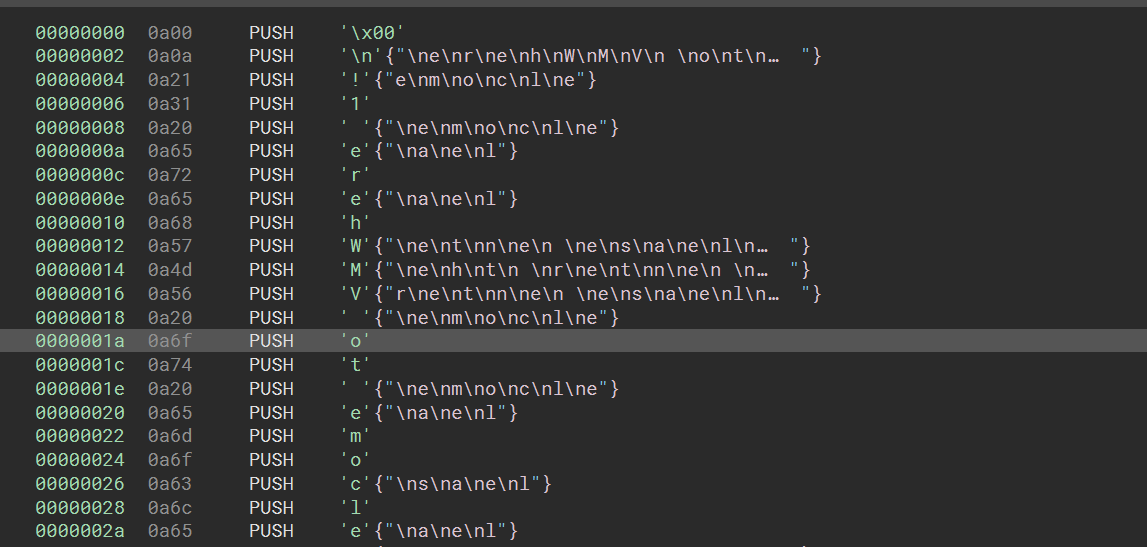 00000000 0a00 PUSH '\x00'
00000002 0a0a PUSH '\n'{"\ne\nr\ne\nh\nW\nM\nV\n \no\nt\n… "}
00000004 0a21 PUSH '!'{"e\nm\no\nc\nl\ne"}
00000006 0a31 PUSH '1'
00000008 0a20 PUSH ' '{"\ne\nm\no\nc\nl\ne"}
0000000a 0a65 PUSH 'e'{"\na\ne\nl"}
0000000c 0a72 PUSH 'r'
0000000e 0a65 PUSH 'e'{"\na\ne\nl"}
00000010 0a68 PUSH 'h'
00000012 0a57 PUSH 'W'{"\ne\nt\nn\ne\n \ne\ns\na\ne\nl\n… "}
00000014 0a4d PUSH 'M'{"\ne\nh\nt\n \nr\ne\nt\nn\ne\n \n… "}
00000016 0a56 PUSH 'V'{"r\ne\nt\nn\ne\n \ne\ns\na\ne\nl\n… "}
00000018 0a20 PUSH ' '{"\ne\nm\no\nc\nl\ne"}
0000001a 0a6f PUSH 'o'
0000001c 0a74 PUSH 't'
0000001e 0a20 PUSH ' '{"\ne\nm\no\nc\nl\ne"}
00000020 0a65 PUSH 'e'{"\na\ne\nl"}
00000022 0a6d PUSH 'm'
00000024 0a6f PUSH 'o'
00000026 0a63 PUSH 'c'{"\ns\na\ne\nl"}
00000028 0a6c PUSH 'l'
0000002a 0a65 PUSH 'e'{"\na\ne\nl"}